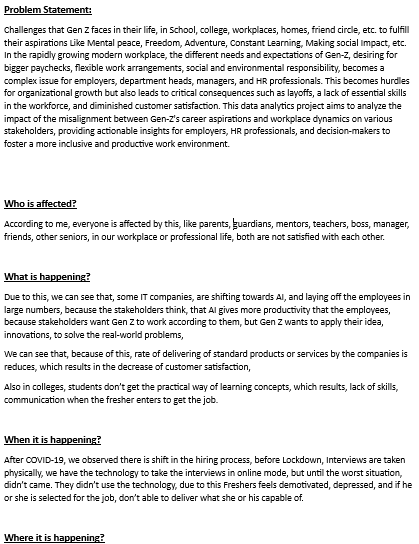 Problem Statement:
Challenges that Gen Z faces in their life, in School, college, workplaces, homes, friend circle, etc. to fulfill
their aspirations Like Mental peace, Freedom, Adventure, Constant Learning, Making social Impact, etc.
In the rapidly growing modern workplace, the different needs and expectations of Gen-Z, desiring for
bigger paychecks, flexible work arrangements, social and environmental responsibility, becomes a
complex issue for employers, department heads, managers, and HR professionals. This becomes hurdles
for organizational growth but also leads to critical consequences such as layoffs, a lack of essential skills
in the workforce, and diminished customer satisfaction. This data analytics project aims to analyze the
impact of the misalignment between Gen-Z's career aspirations and workplace dynamics on various
stakeholders, providing actionable insights for employers, HR professionals, and decision-makers to
foster a more inclusive and productive work environment.
Who is affected?
According to me, everyone is affected by this, like parents, guardians, mentors, teachers, boss, manager,
friends, other seniors, in our workplace or professional life, both are not satisfied with each other.
What is happening?
Due to this, we can see that, some IT companies, are shifting towards AI, and laying off the employees in
large numbers, because the stakeholders think, that AI gives more productivity that the employees,
because stakeholders want Gen Z to work according to them, but Gen Z wants to apply their idea,
innovations, to solve the real-world problems,
We can see that, because of this, rate of delivering of standard products or services by the companies is
reduces, which results in the decrease of customer satisfaction,
Also in colleges, students don't get the practical way of learning concepts, which results, lack of skills,
communication when the fresher enters to get the job.
When it is happening?
After COVID-19, we observed there is shift in the hiring process, before Lockdown, Interviews are taken
physically, we have the technology to take the interviews in online mode, but until the worst situation,
didn't came. They didn't use the technology, due to this Freshers feels demotivated, depressed, and if he
or she is selected for the job, don't able to deliver what she or his capable of.
Where it is happening?